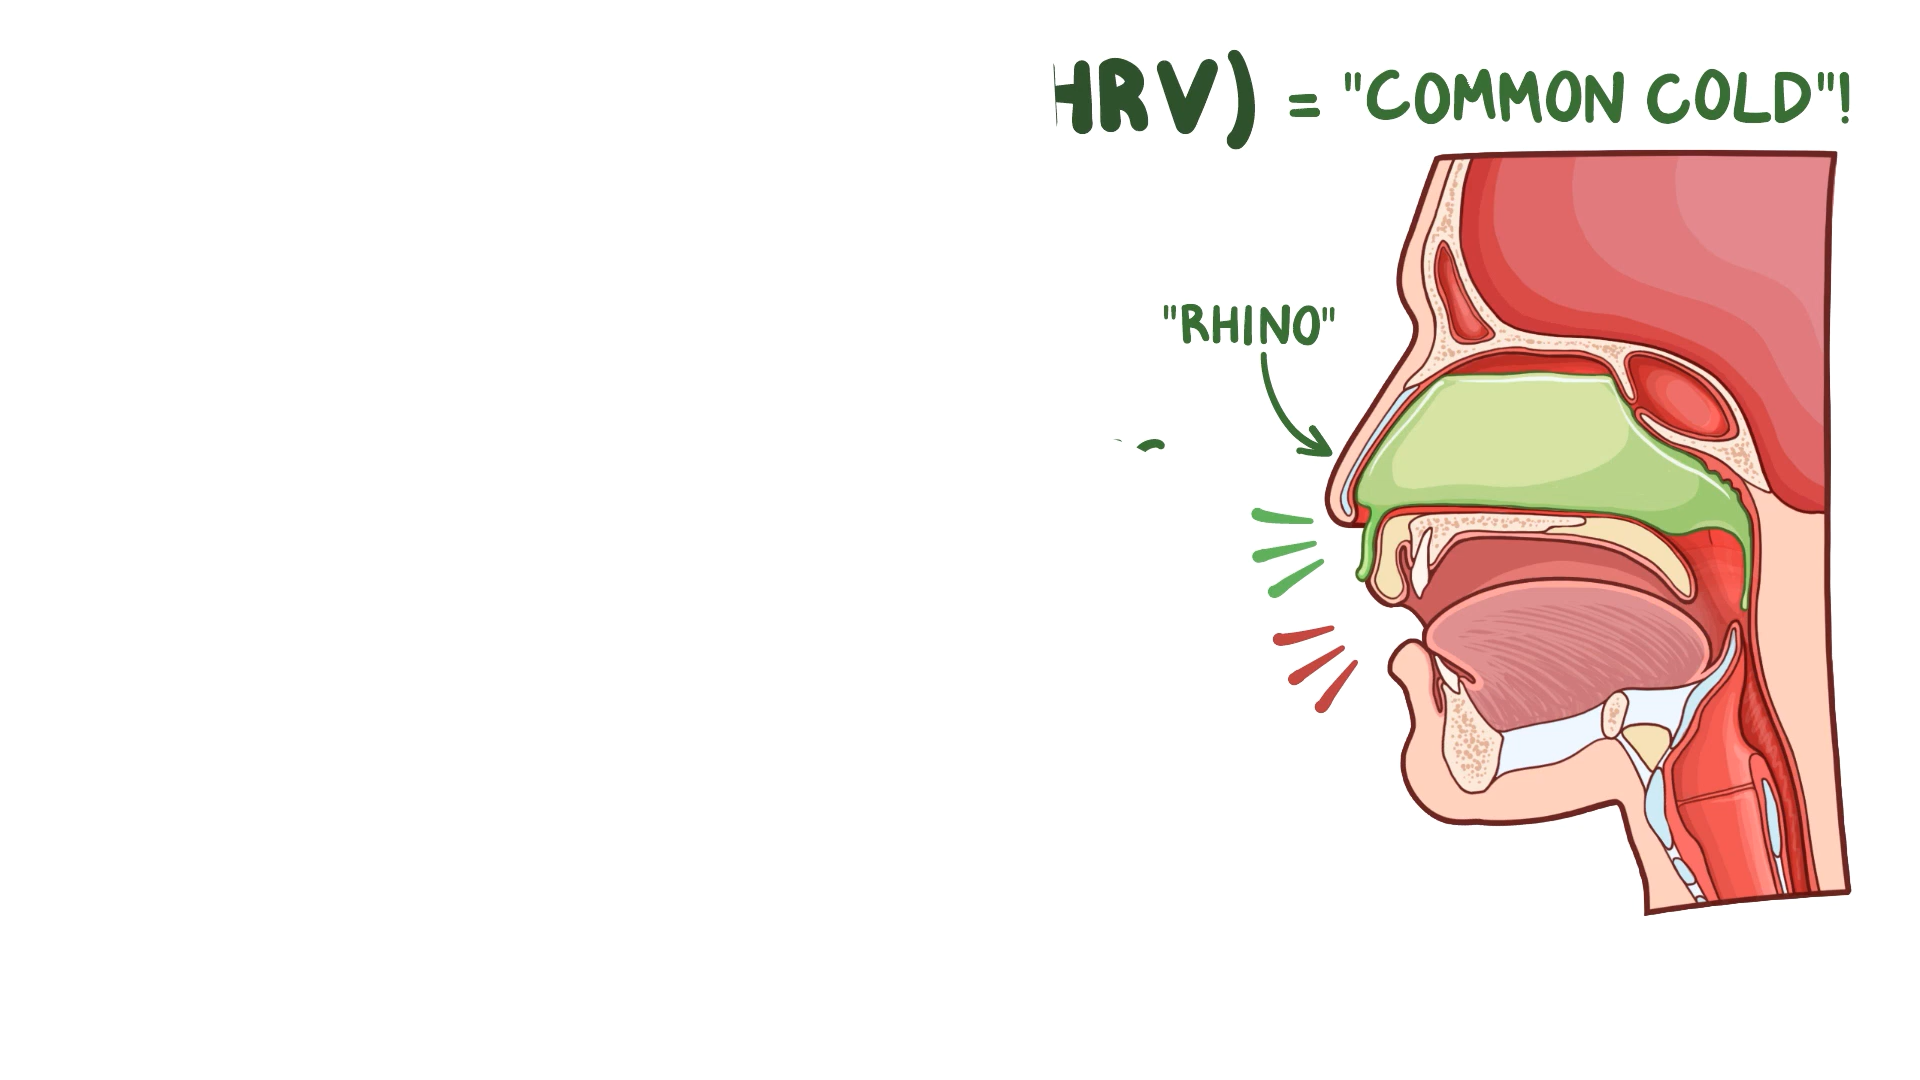 HRV) = "COMMON COLD"!
"RHINO"